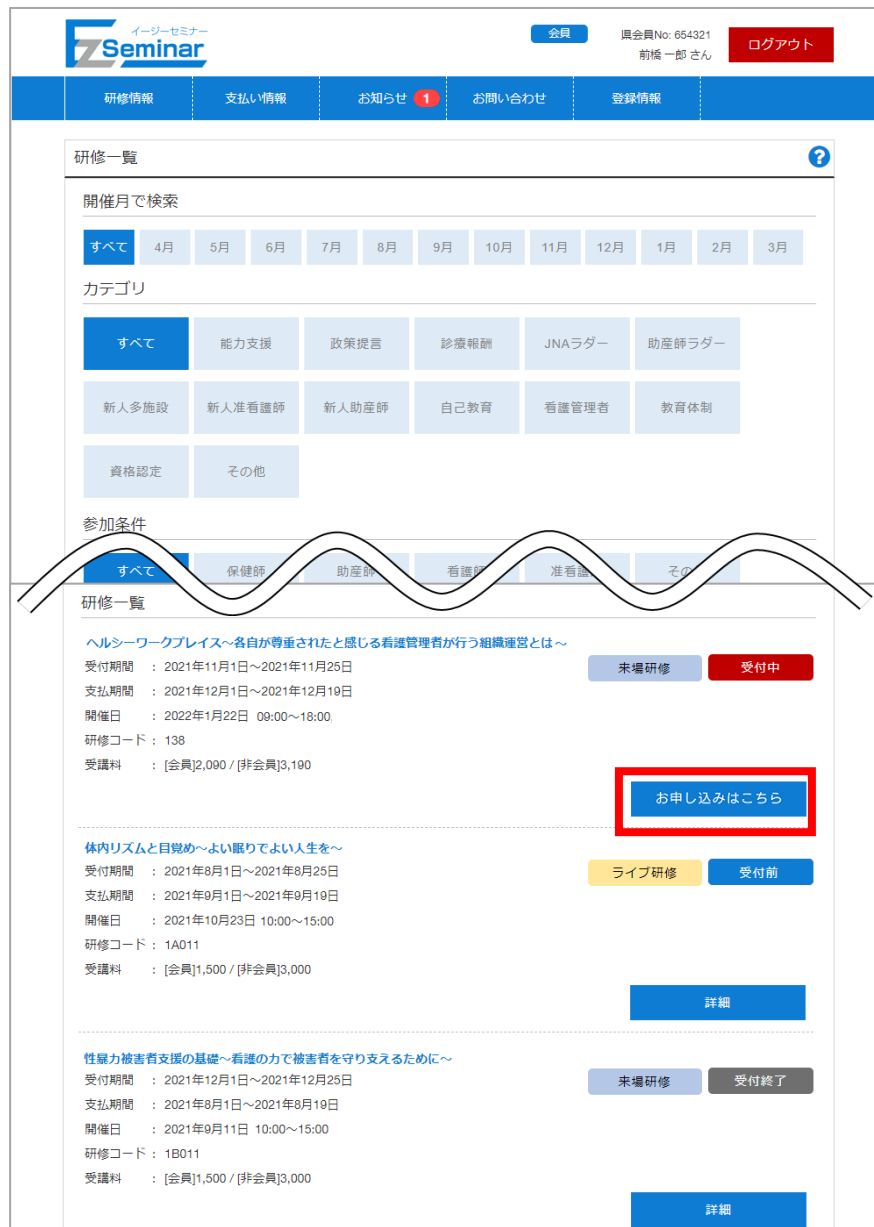 イージーセミナー
EzSeminar
会員
県会員No: 654321
前橋 一郎 さん
ログアウト
研修情報 支払い情報 お知らせ 1 お問い合わせ 登録情報
研修一覧
?
開催月で検索
すべて 4月 5月 6月 7月 8月 9月 10月 11月 12月 1月 2月 3月
カテゴリ
すべて 能力支援 政策提言 診療報酬 JNAラダー 助産師ラダー
新人多施設 新人准看護師 新人助産師 自己教育 看護管理者 教育体制
資格認定 その他
参加条件
すべて 保健師 助産師 看護師 准看護 その
研修一覧
ヘルシーワークプレイス～各自が尊重されたと感じる看護管理者が行う組織運営とは～
受付期間 : 2021年11月1日～2021年11月25日 来場研修 受付中
支払期間 : 2021年12月1日～2021年12月19日
開催日 : 2022年1月22日 09:00～18:00
研修コード : 138
受講料 : [会員]2,090 / [非会員]3,190
お申し込みはこちら
体内リズムと目覚め～よい眠りでよい人生を～
受付期間 : 2021年8月1日～2021年8月25日 ライブ研修 受付前
支払期間 : 2021年9月1日～2021年9月19日
開催日 : 2021年10月23日 10:00～15:00
研修コード : 1A011
受講料 : [会員]1,500 / [非会員]3,000
詳細
性暴力被害者支援の基礎～看護の力で被害者を守り支えるために～
受付期間 : 2021年12月1日～2021年12月25日 来場研修 受付終了
支払期間 : 2021年8月1日～2021年8月19日
開催日 : 2021年9月11日 10:00～15:00
研修コード : 1B011
受講料 : [会員]1,500 / [非会員]3,000
詳細